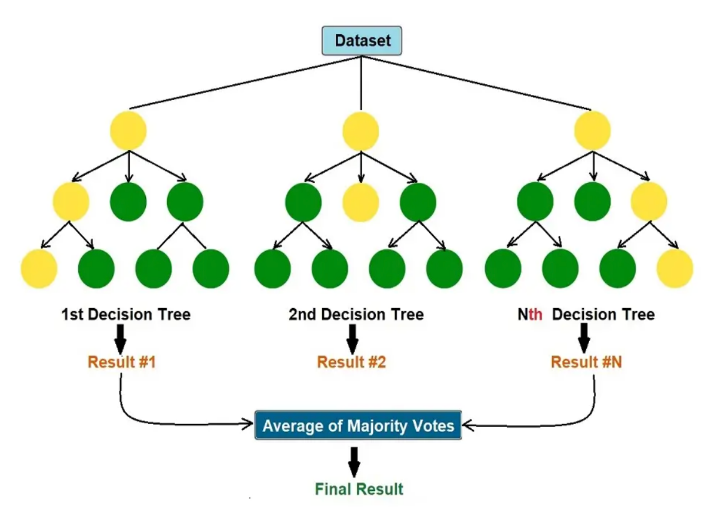 Dataset
1st Decision Tree
2nd Decision Tree
Nth Decision Tree
Result #1
Result #2
Result #N
Average of Majority Votes
Final Result